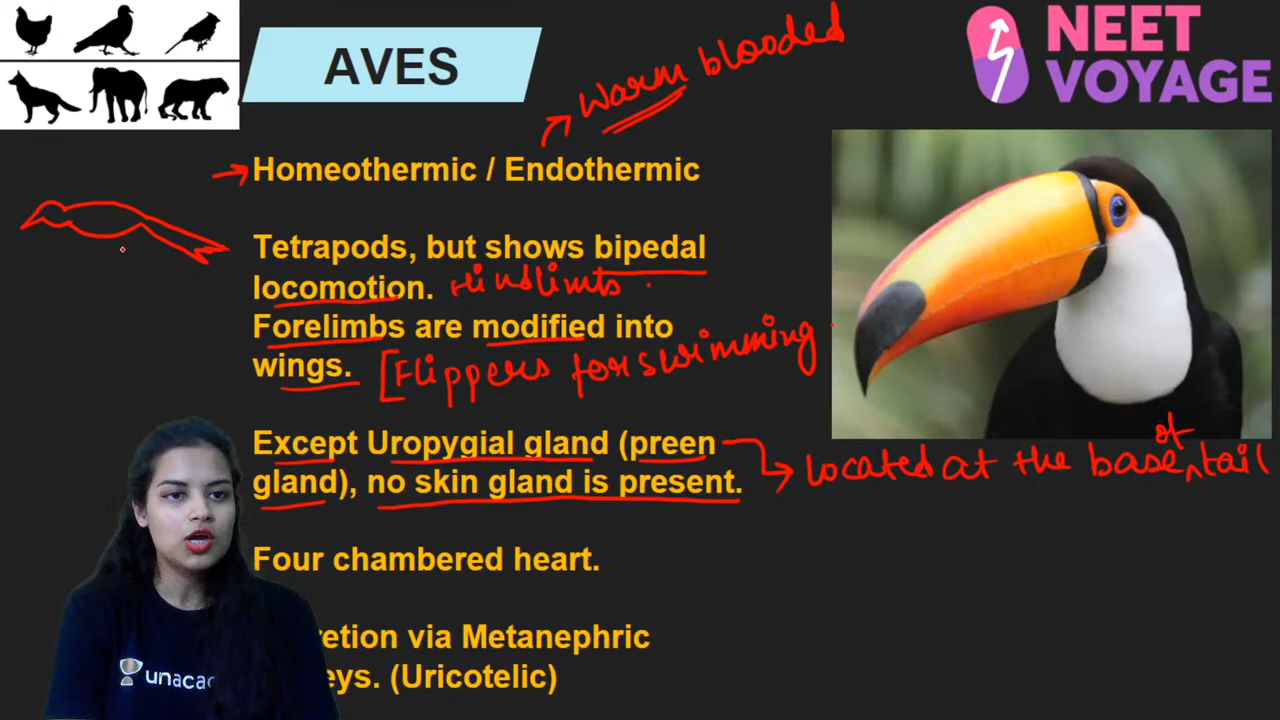 AVES
NEET
VOYAGE
warm blooded
Homeothermic / Endothermic
Tetrapods, but shows bipedal
locomotion. Hindlimbs.
Forelimbs are modified into
wings. [Flippers for swimming
Except Uropygial gland (preen
gland), no skin gland is present.
located at the base of tail
Four chambered heart.
retion via Metanephric
eys. (Uricotelic)
unacad